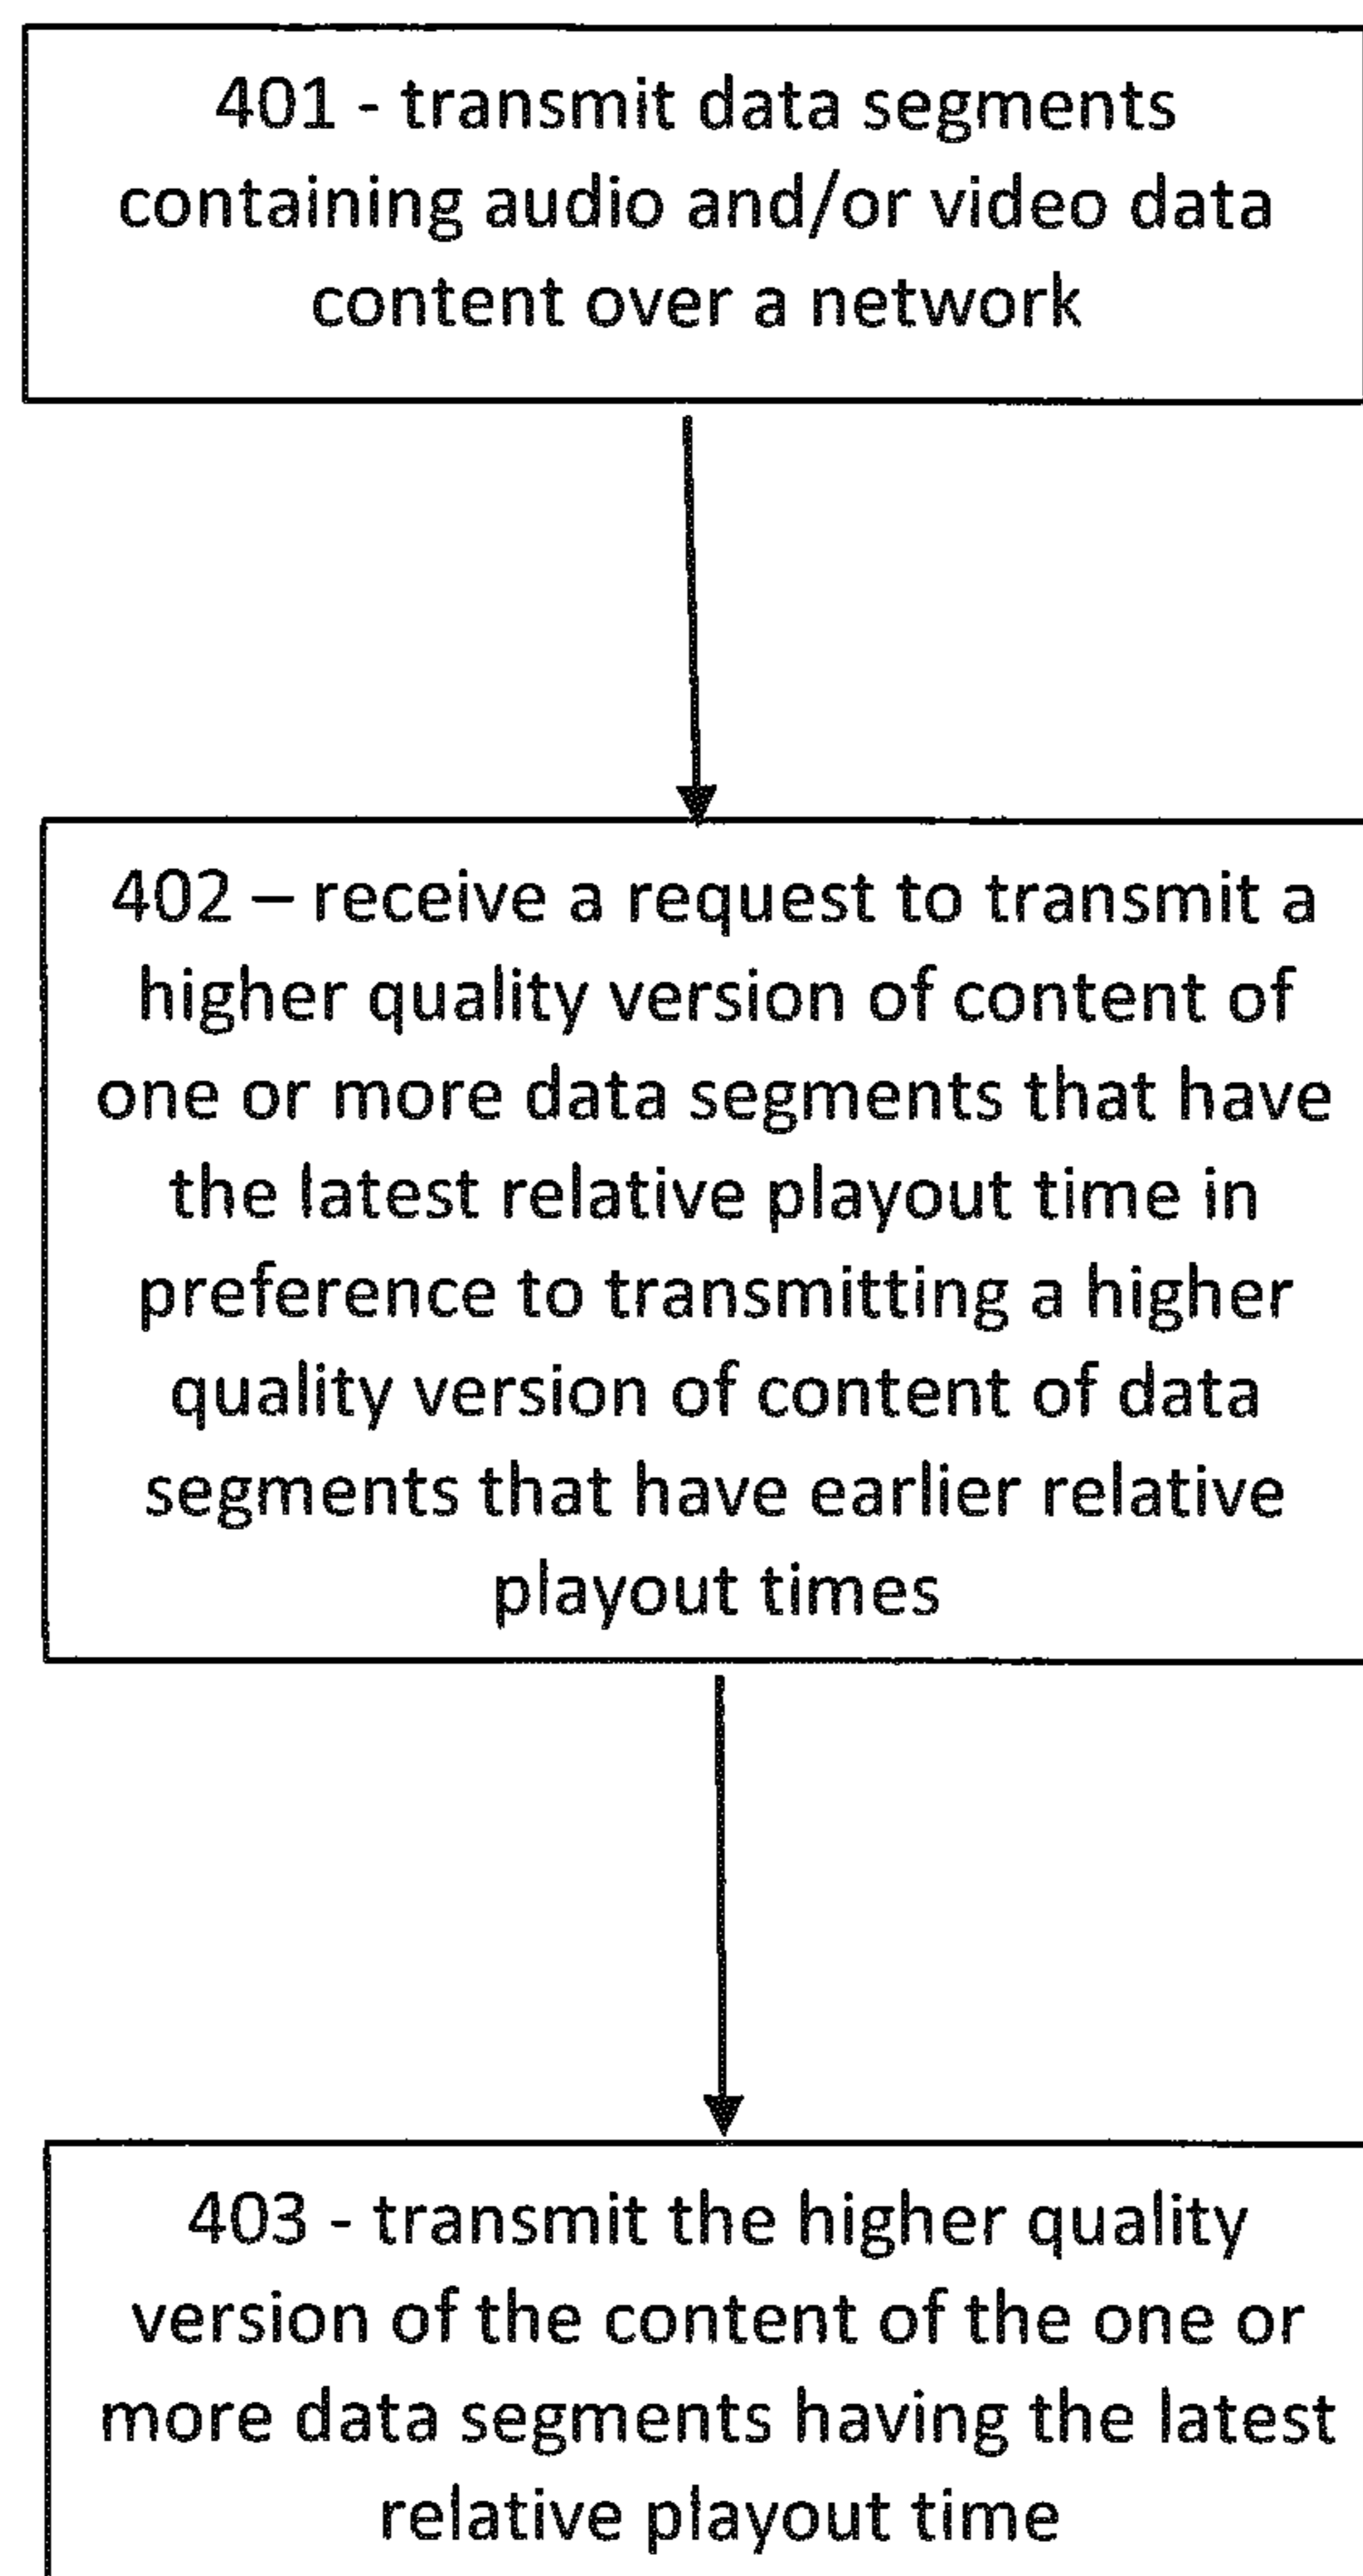 401 - transmit data segments
containing audio and/or video data
content over a network
402 – receive a request to transmit a
higher quality version of content of
one or more data segments that have
the latest relative playout time in
preference to transmitting a higher
quality version of content of data
segments that have earlier relative
playout times
403 - transmit the higher quality
version of the content of the one or
more data segments having the latest
relative playout time